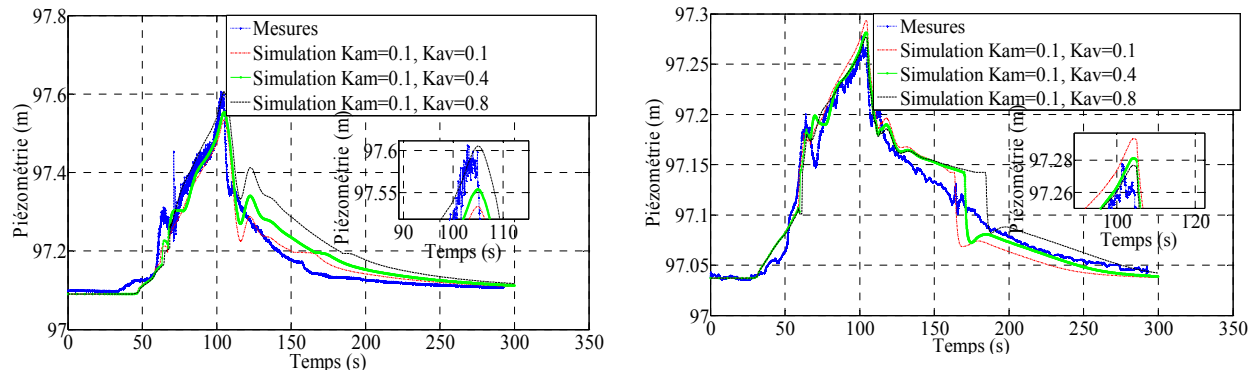 97.8
97.6
97.4
97.2
97
0
50
100
150
200
250
300
350
Temps (s)
Piézométrie (m)
Mesures
Simulation Kam=0.1, Kav=0.1
Simulation Kam=0.1, Kav=0.4
Simulation Kam=0.1, Kav=0.8
97.6
97.55
90
100
110
Temps (s)
Piézométrie (m)
97.3
97.25
97.2
97.15
97.1
97.05
97
0
50
100
150
200
250
300
350
Temps (s)
Piézométrie (m)
Mesures
Simulation Kam=0.1, Kav=0.1
Simulation Kam=0.1, Kav=0.4
Simulation Kam=0.1, Kav=0.8
97.28
97.26
100
120
Temps (s)
Piézométrie (m)